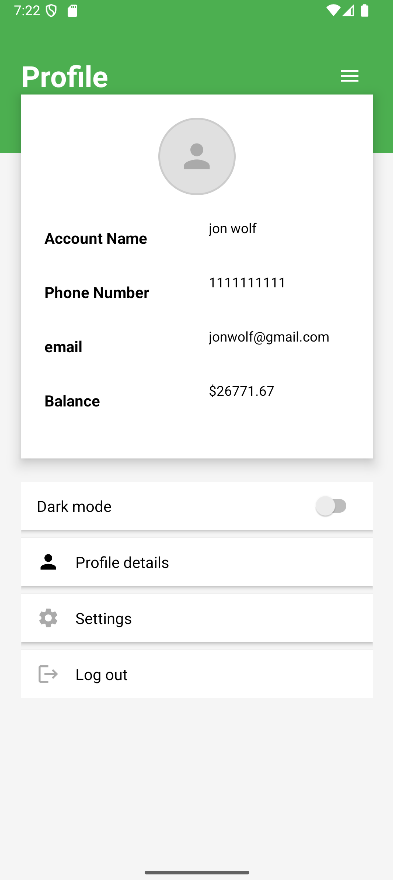 7:22
Profile
Account Name jon wolf
Phone Number 1111111111
email jonwolf@gmail.com
Balance $26771.67
Dark mode
Profile details
Settings
Log out